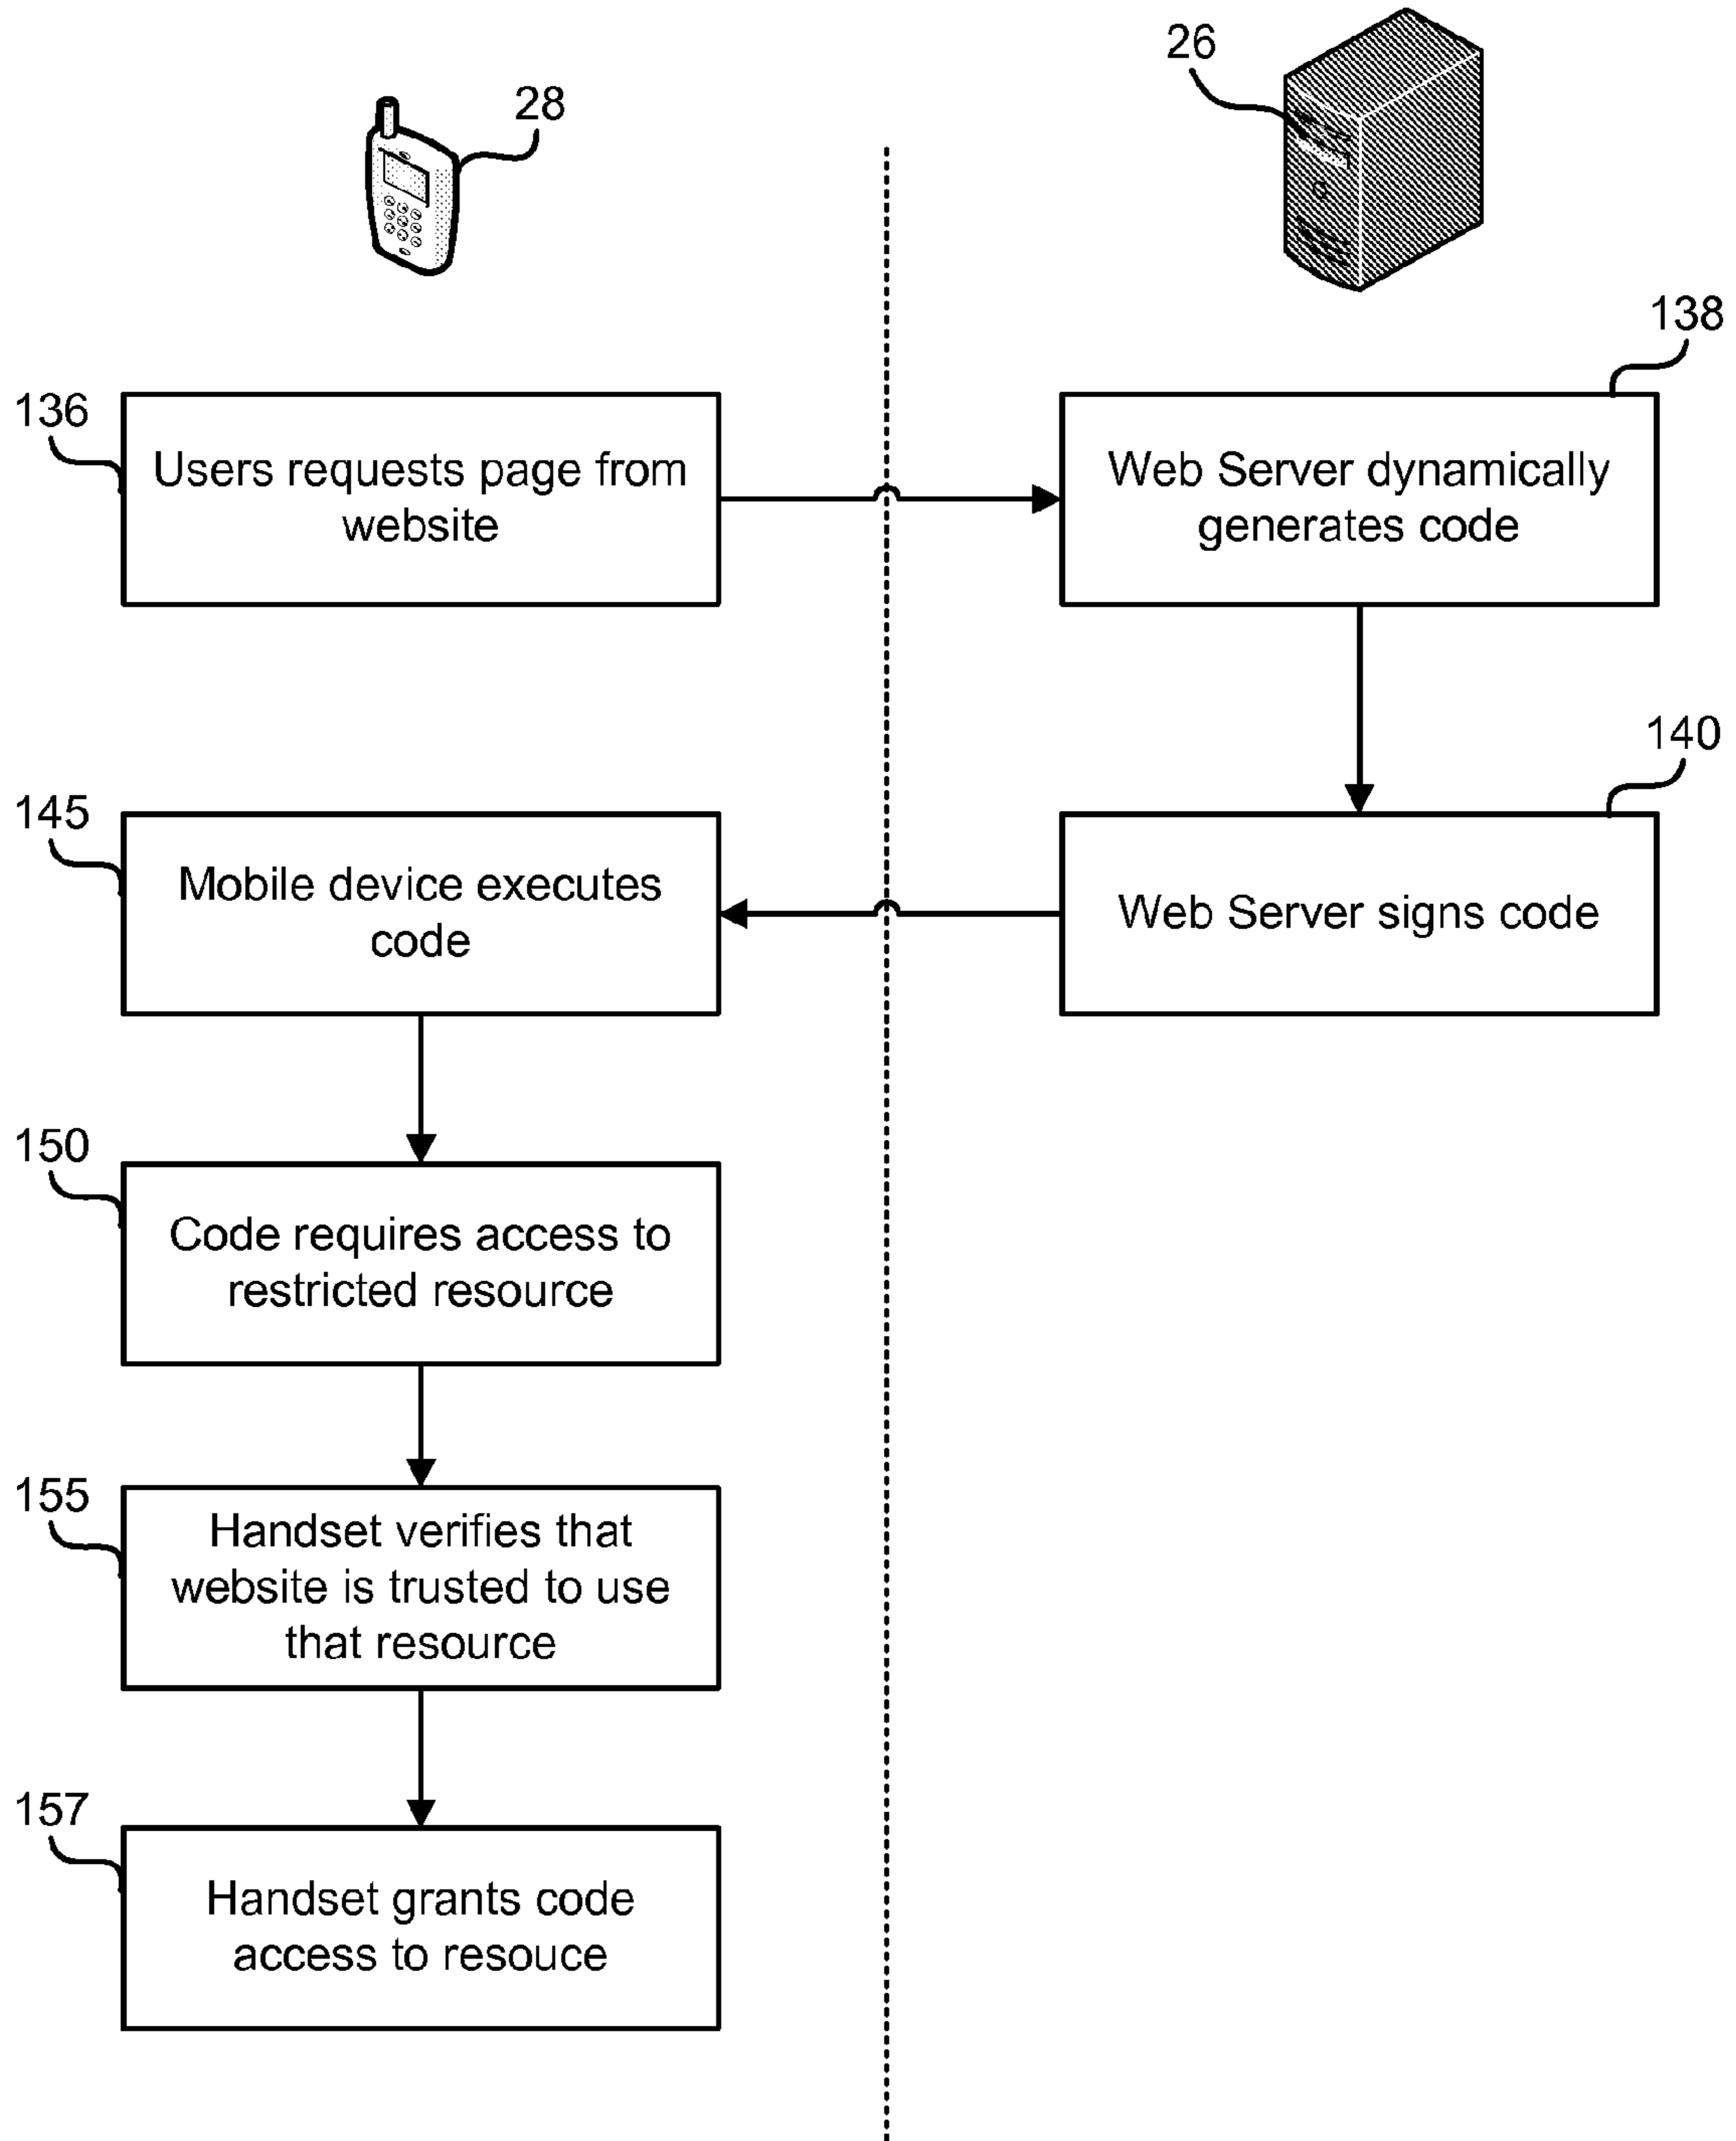 28
26
136
Users requests page from
website
138
Web Server dynamically
generates code
145
Mobile device executes
code
140
Web Server signs code
150
Code requires access to
restricted resource
155
Handset verifies that
website is trusted to use
that resource
157
Handset grants code
access to resouce